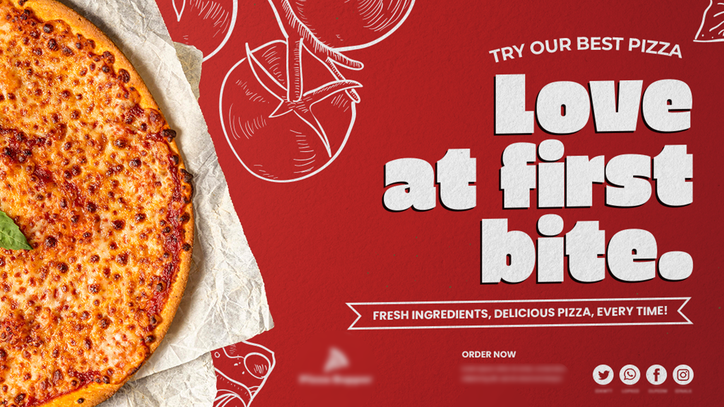 TRY OUR BEST PIZZA
Love
at first
bite.
FRESH INGREDIENTS, DELICIOUS PIZZA, EVERY TIME!
ORDER NOW